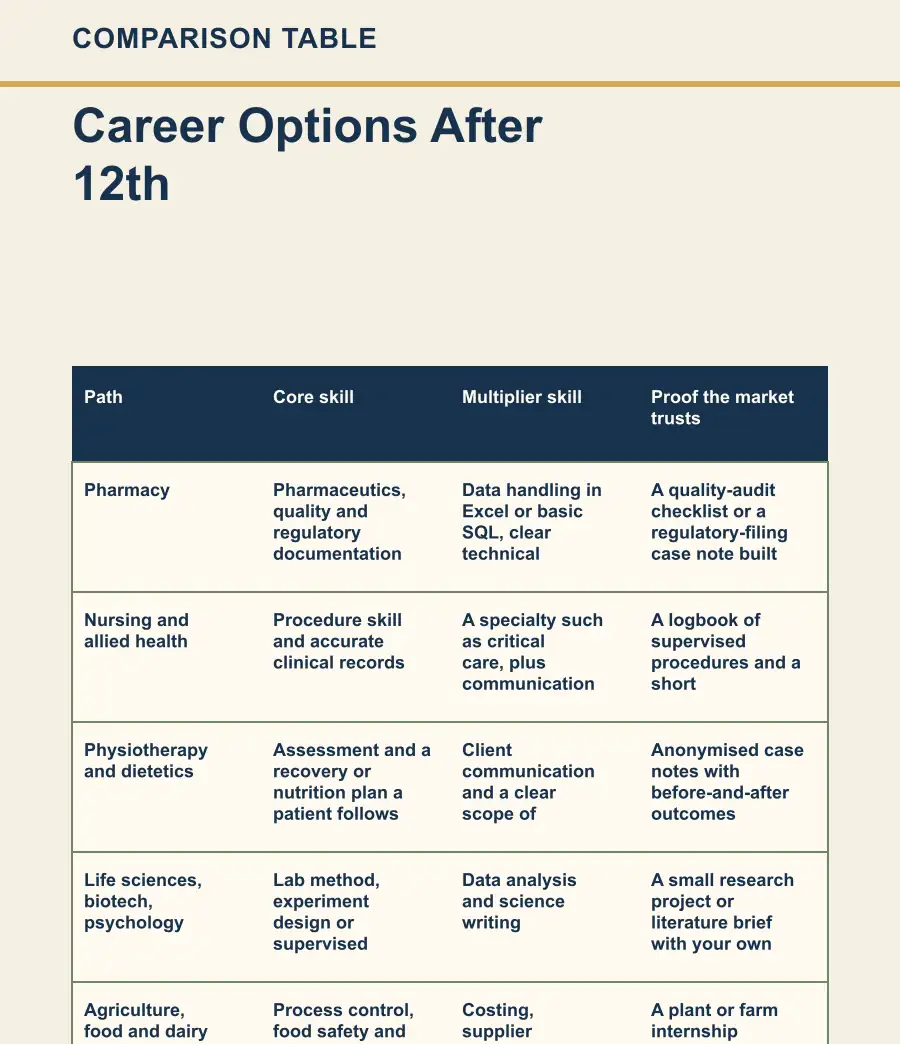 COMPARISON TABLE
Career Options After
12th
Path
Core skill
Multiplier skill
Proof the market
trusts
Pharmacy
Pharmaceutics,
quality and
regulatory
documentation
Data handling in
Excel or basic
SQL, clear
technical
A quality-audit
checklist or a
regulatory-filing
case note built
Nursing and
allied health
Procedure skill
and accurate
clinical records
A specialty such
as critical
care, plus
communication
A logbook of
supervised
procedures and a
short
Physiotherapy
and dietetics
Assessment and a
recovery or
nutrition plan a
patient follows
Client
communication
and a clear
scope of
Anonymised case
notes with
before-and-after
outcomes
Life sciences,
biotech,
psychology
Lab method,
experiment
design or
supervised
Data analysis
and science
writing
A small research
project or
literature brief
with your own
Agriculture,
food and dairy
Process control,
food safety and
Costing,
supplier
A plant or farm
internship